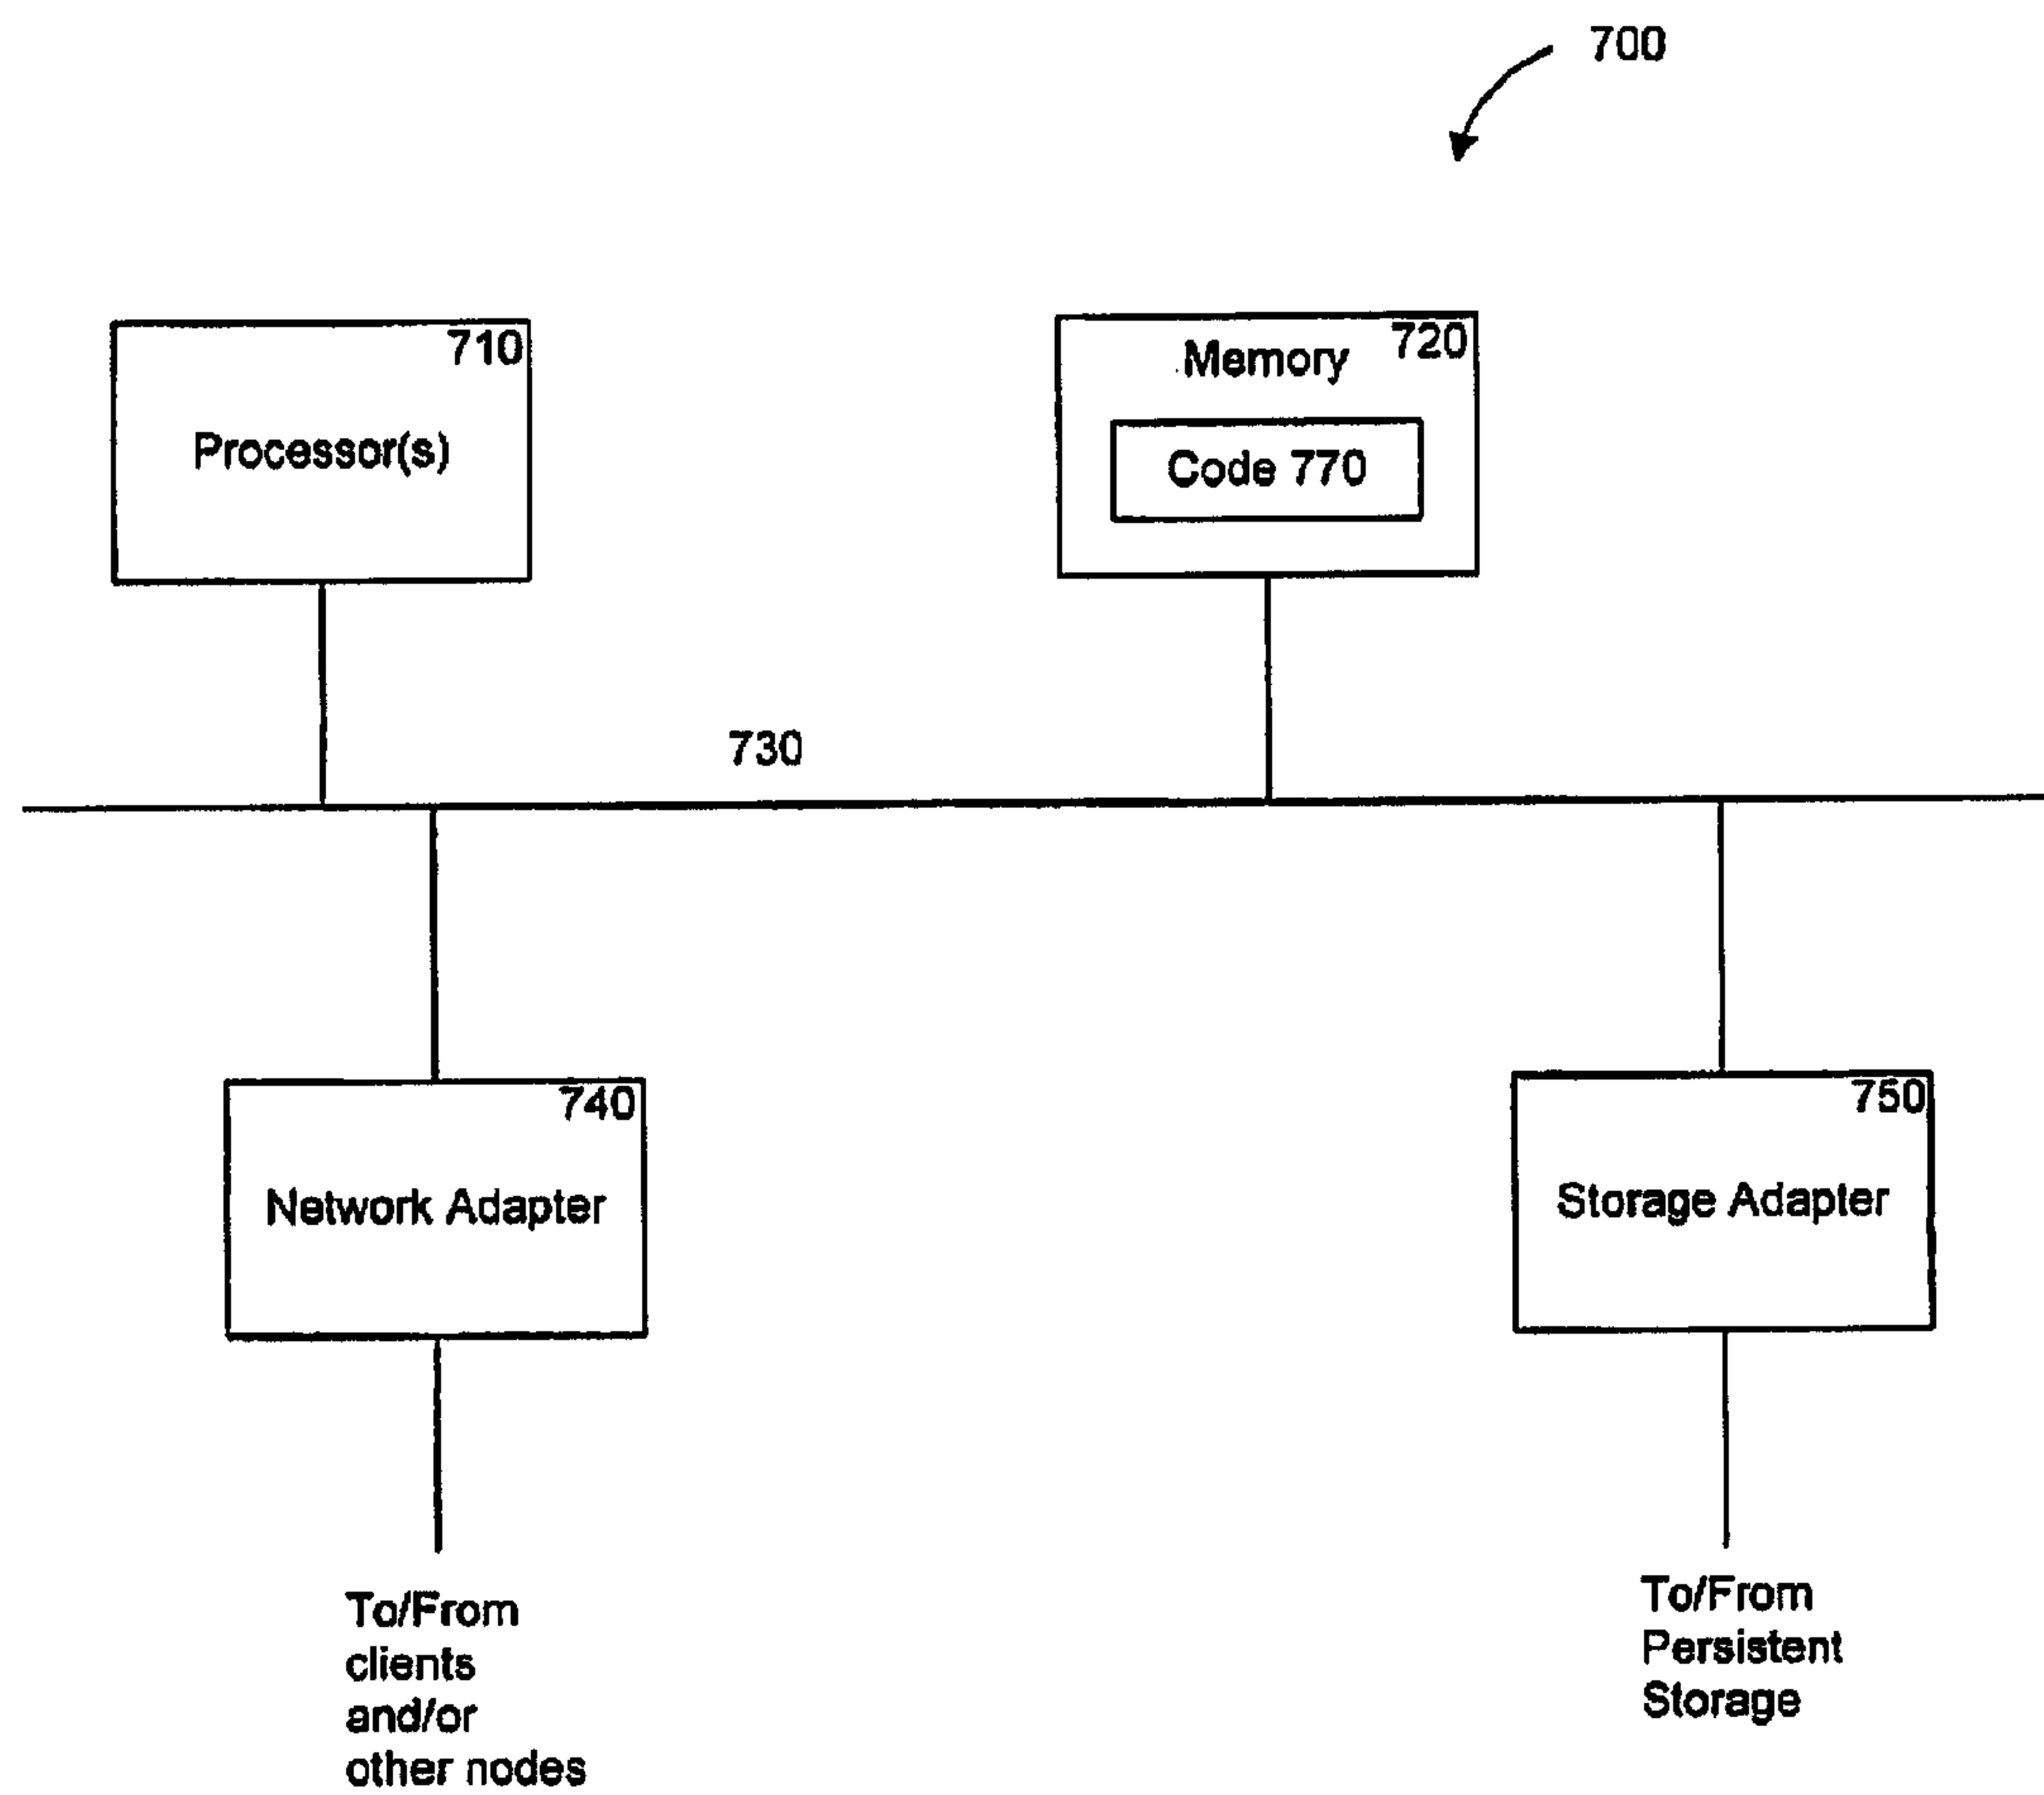 700
710
Processor(s)
720
Memory
Code 770
730
740
Network Adapter
750
Storage Adapter
To/From
clients
and/or
other nodes
To/From
Persistent
Storage